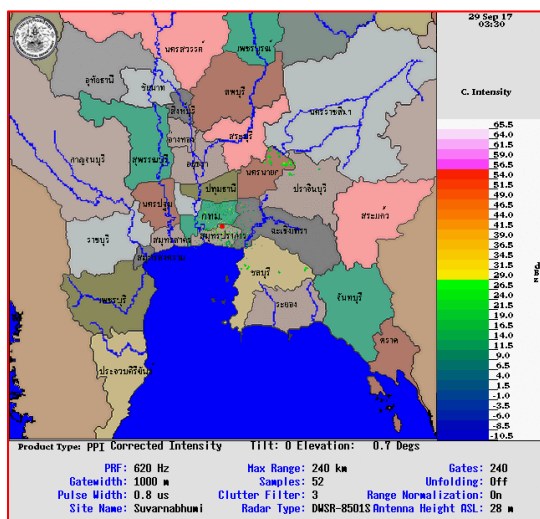 29 Sep 17
03:30
C. Intensity
นครสวรรค์
เพชรบูรณ์
อุทัยธานี
ชัยนาท
ลพบุรี
สิงห์บุรี
นครราชสีมา
อ่างทอง
สระบุรี
กาญจนบุรี
สุพรรณบุรี
อยุธยา
นครนายก
ปราจีนบุรี
ปทุมธานี
นครปฐม
กทม.
สระแก้ว
ราชบุรี
สมุทรสาคร
สมุทรปราการ
ฉะเชิงเทรา
สมุทรสงคราม
ชลบุรี
เพชรบุรี
ระยอง
จันทบุรี
ตราด
ประจวบคีรีขันธ์
65.5
64.0
61.5
59.0
56.5
54.0
51.5
49.0
46.5
44.0
41.5
39.0
36.5
34.0
31.5
29.0
26.5
24.0
21.5
19.0
16.5
14.0
11.5
9.0
6.5
4.0
1.5
-1.0
-3.5
-6.0
-8.0
-10.5
Product Type: PPI Corrected Intensity Tilt: 0 Elevation: 0.7 Degs
PRF: 620 Hz Max Range: 240 km Gates: 240
Gatewidth: 1000 m Samples: 52 Unfolding: Off
Pulse Width: 0.8 us Clutter Filter: 3 Range Normalization: On
Site Name: Suvarnabhumi Radar Type: DWSR-8501S Antenna Height ASL: 28 m